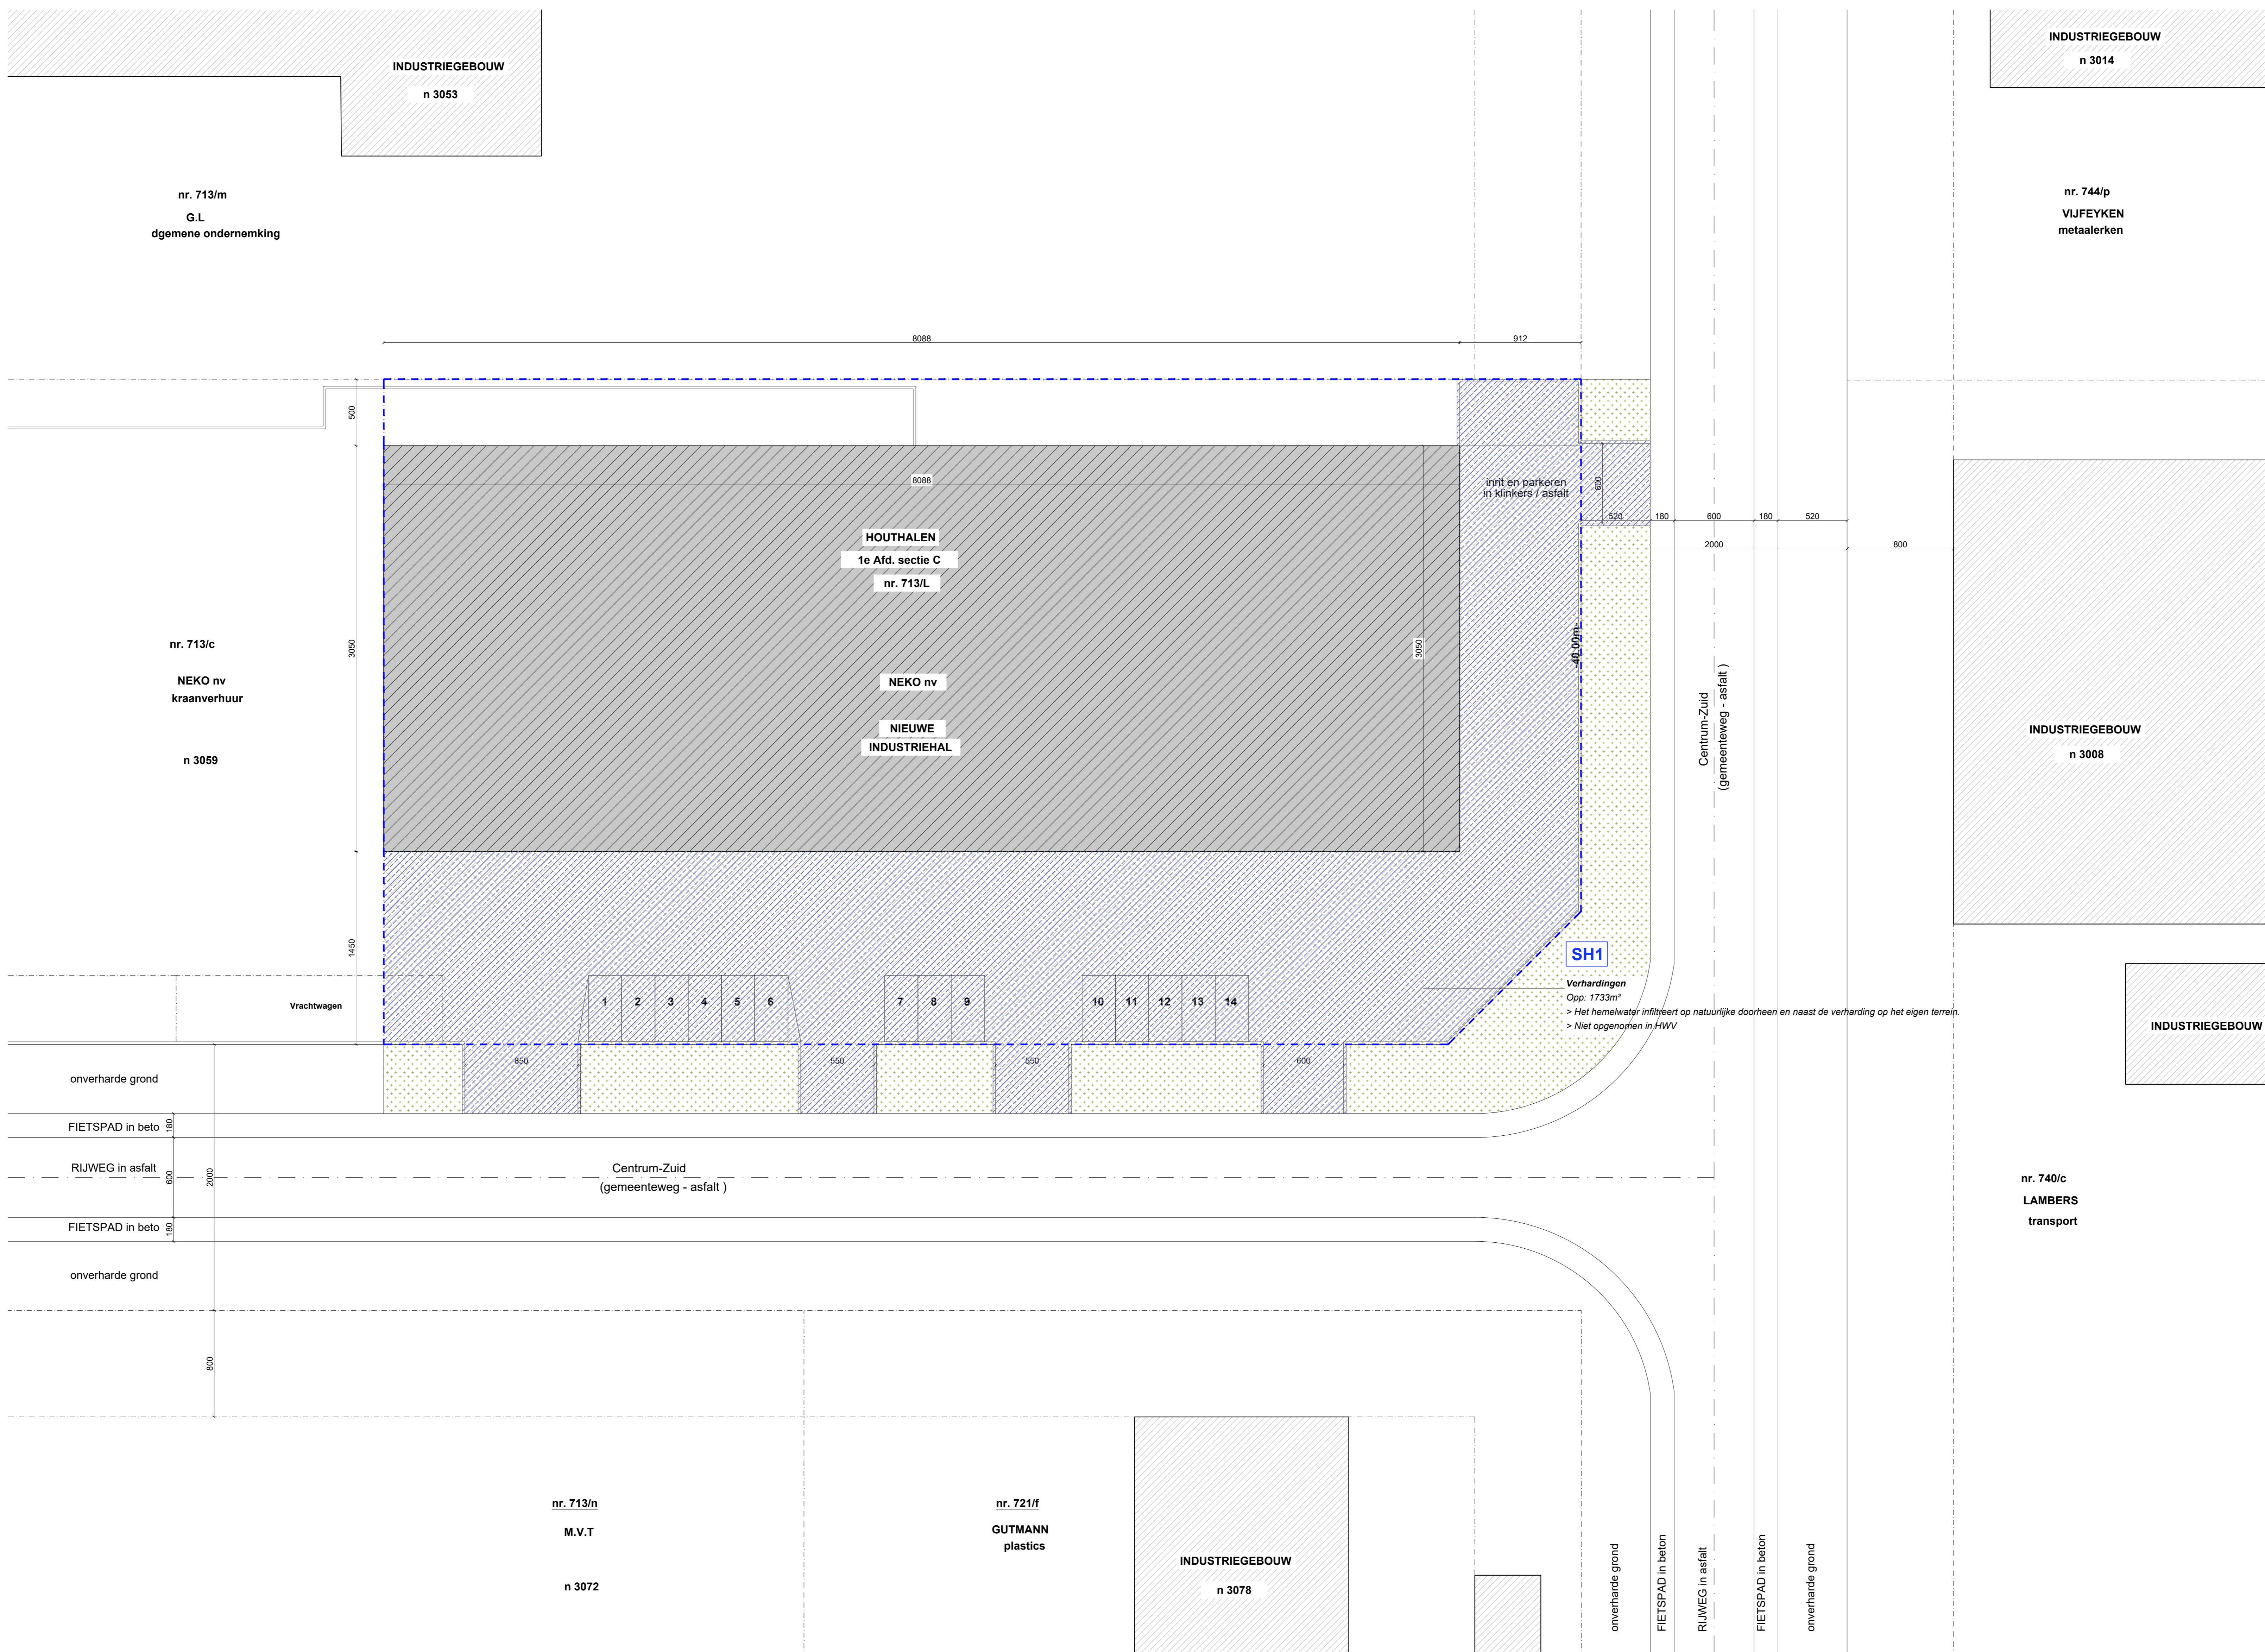 INDUSTRIEGEBOUW
n 3053
INDUSTRIEGEBOUW
n 3014
nr. 713/m
G.L
dgemene ondernemking
nr. 744/p
VIJFEYKEN
metaalerken
8088
912
500
8088
inrit en parkeren
in klinkers / asfalt
600
520
180
600
180
520
2000
800
HOUTHALEN
1e Afd. sectie C
nr. 713/L
3050
3050
-40.00m-
nr. 713/c
NEKO nv
kraanverhuur
n 3059
NEKO nv
NIEUWE
INDUSTRIEHAL
Centrum-Zuid
(gemeenteweg - asfalt )
INDUSTRIEGEBOUW
n 3008
1450
SH1
Verhardingen
Opp: 1733m²
> Het hemelwater infiltreert op natuurlijke doorheen en naast de verharding op het eigen terrein.
> Niet opgenomen in HWV
Vrachtwagen
1 2 3 4 5 6 7 8 9 10 11 12 13 14
INDUSTRIEGEBOUW
850
550
550
600
onverharde grond
FIETSPAD in beto
180
RIJWEG in asfalt
600
2000
Centrum-Zuid
(gemeenteweg - asfalt )
FIETSPAD in beto
180
onverharde grond
800
nr. 740/c
LAMBERS
transport
nr. 713/n
M.V.T
n 3072
nr. 721/f
GUTMANN
plastics
INDUSTRIEGEBOUW
n 3078
onverharde grond
FIETSPAD in beton
RIJWEG in asfalt
FIETSPAD in beton
onverharde grond